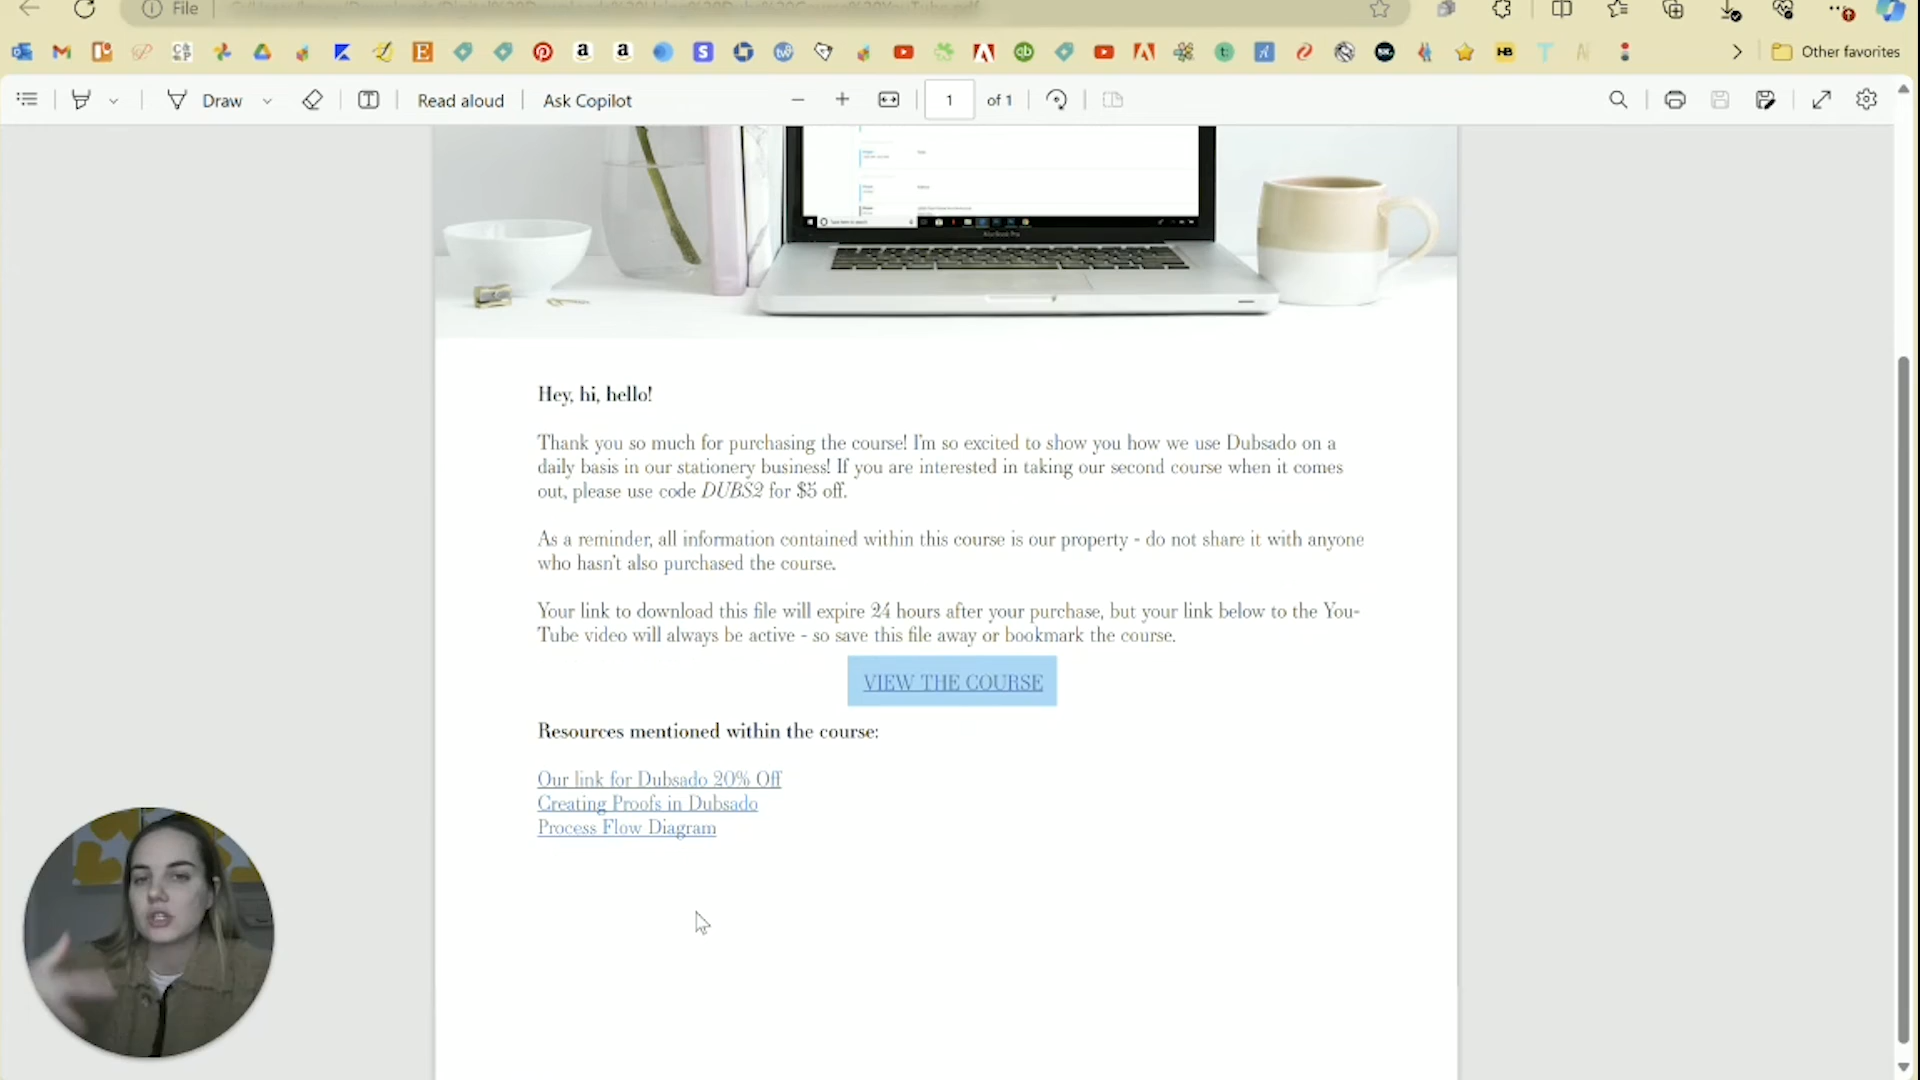 File
Other favorites
Draw
Read aloud
Ask Copilot
1
of 1
MacBook Pro
Hey, hi, hello!
Thank you so much for purchasing the course! I'm so excited to show you how we use Dubsado on a
daily basis in our stationery business! If you are interested in taking our second course when it comes
out, please use code DUBS2 for $5 off.
As a reminder, all information contained within this course is our property - do not share it with anyone
who hasn't also purchased the course.
Your link to download this file will expire 24 hours after your purchase, but your link below to the You-
Tube video will always be active - so save this file away or bookmark the course.
VIEW THE COURSE
Resources mentioned within the course:
Our link for Dubsado 20% Off
Creating Proofs in Dubsado
Process Flow Diagram